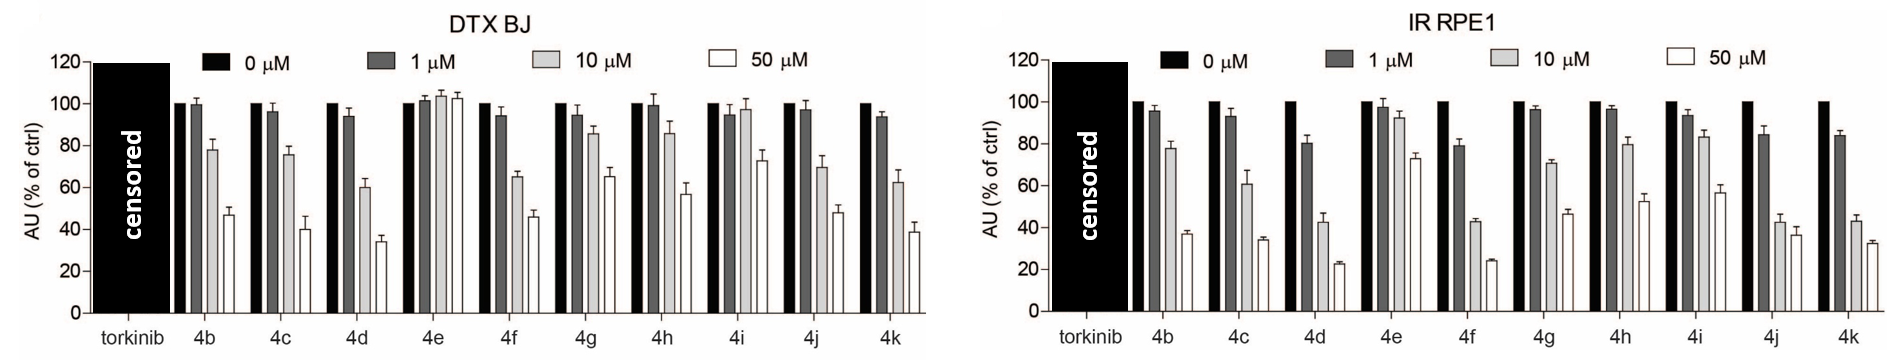 DTX BJ
0 μM 1 μM 10 μM 50 μM
AU (% of ctrl)
120
100
80
60
40
20
0
censored
torkinib 4b 4c 4d 4e 4f 4g 4h 4i 4j 4k
IR RPE1
0 μM 1 μM 10 μM 50 μM
AU (% of ctrl)
120
100
80
60
40
20
0
censored
torkinib 4b 4c 4d 4e 4f 4g 4h 4i 4j 4k